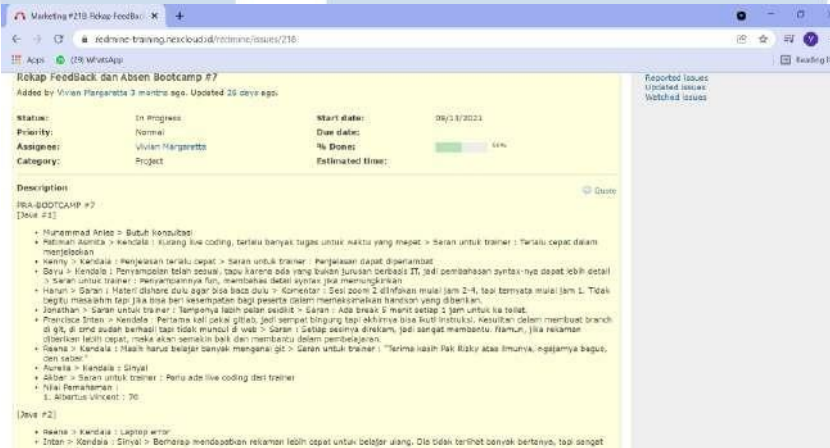 Marketing #218: Rekap FeedBac
redmine-training.nexcloud.id/redmine/issues/218
Apps (29) WhatsApp Reading li
Rekap FeedBack dan Absen Bootcamp #7
Added by Vivian Margaretta 3 months ago. Updated 26 days ago.
Status: In Progress Start date: 09/13/2021
Priority: Normal Due date:
Assignee: Vivian Margaretta % Done:
Category: Project Estimated time:
Reported issues
Updated issues
Watched issues
Description
Quote
PRA-BOOTCAMP #7
[Java #1]
Muhammad Anies > Butuh konsultasi
Fatimah Asmita > Kendala : Kurang live coding, terlalu banyak tugas untuk waktu yang mepet > Saran untuk trainer : Terlalu cepat dalam
menjelaskan
Kenny > Kendala : Penjelasan terlalu cepat > Saran untuk trainer : Penjelasan dapat diperlambat
Bayu > Kendala : Penyampaian telah sesuai, tapu karena ada yang bukan jurusan berbasis IT, jadi pembahasan syntax-nya dapat lebih detail
> Saran untuk trainer : Penyampaiannya fun, membahas detail syntax jika memungkinkan
Harun > Saran : Materi dishare dulu agar bisa baca dulu > Komentar : Sesi zoom 2 diinfokan mulai jam 2-4, tapi ternyata mulai jam 1. Tidak
begitu masalahm tapi jika bisa beri kesempatan bagi peserta dalam memaksimalkan handson yang diberikan.
Jonathan > Saran untuk trainer : Temponya lebih pelan sedikit > Saran : Ada break 5 menit setiap 1 jam untuk ke toilet.
Francisca Inten > Kendala : Pertama kali pakai gitlab, jadi sempat bingung tapi akhirnya bisa ikuti instruksi. Kesulitan dalam membuat branch
di git, di cmd sudah berhasil tapi tidak muncul di web > Saran : Setiap sesinya direkam, jadi sangat membantu. Namun, jika rekaman
diberikan lebih cepat, maka akan semakin baik dan membantu dalam pembelajaran.
Reena > Kendala : Masih harus belajar banyak mengenai git > Saran untuk trainer : "Terima kasih Pak Rizky atas ilmunya, ngajarnya bagus,
dan sabar."
Aurelia > Kendala : Sinyal
Akbar > Saran untuk trainer : Perlu ada live coding dari trainer
Nilai Pemahaman :
1. Albertus Vincent : 70
[Java #2]
Reena > Kendala : Laptop error
Inten > Kendala : Sinyal > Berharap mendapatkan rekaman lebih cepat untuk belajar ulang. Dia tidak terlihat banyak bertanya, tapi sangat